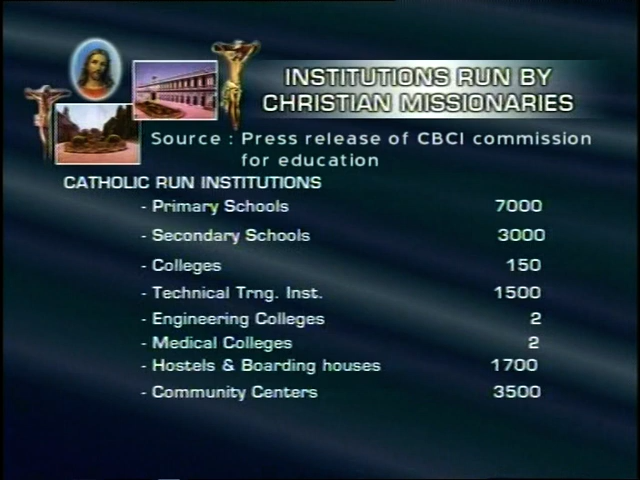 INSTITUTIONS RUN BY
CHRISTIAN MISSIONARIES
Source : Press release of CBCI commission
for education
CATHOLIC RUN INSTITUTIONS
- Primary Schools 7000
- Secondary Schools 3000
- Colleges 150
- Technical Trng. Inst. 1500
- Engineering Colleges 2
- Medical Colleges 2
- Hostels & Boarding houses 1700
- Community Centers 3500